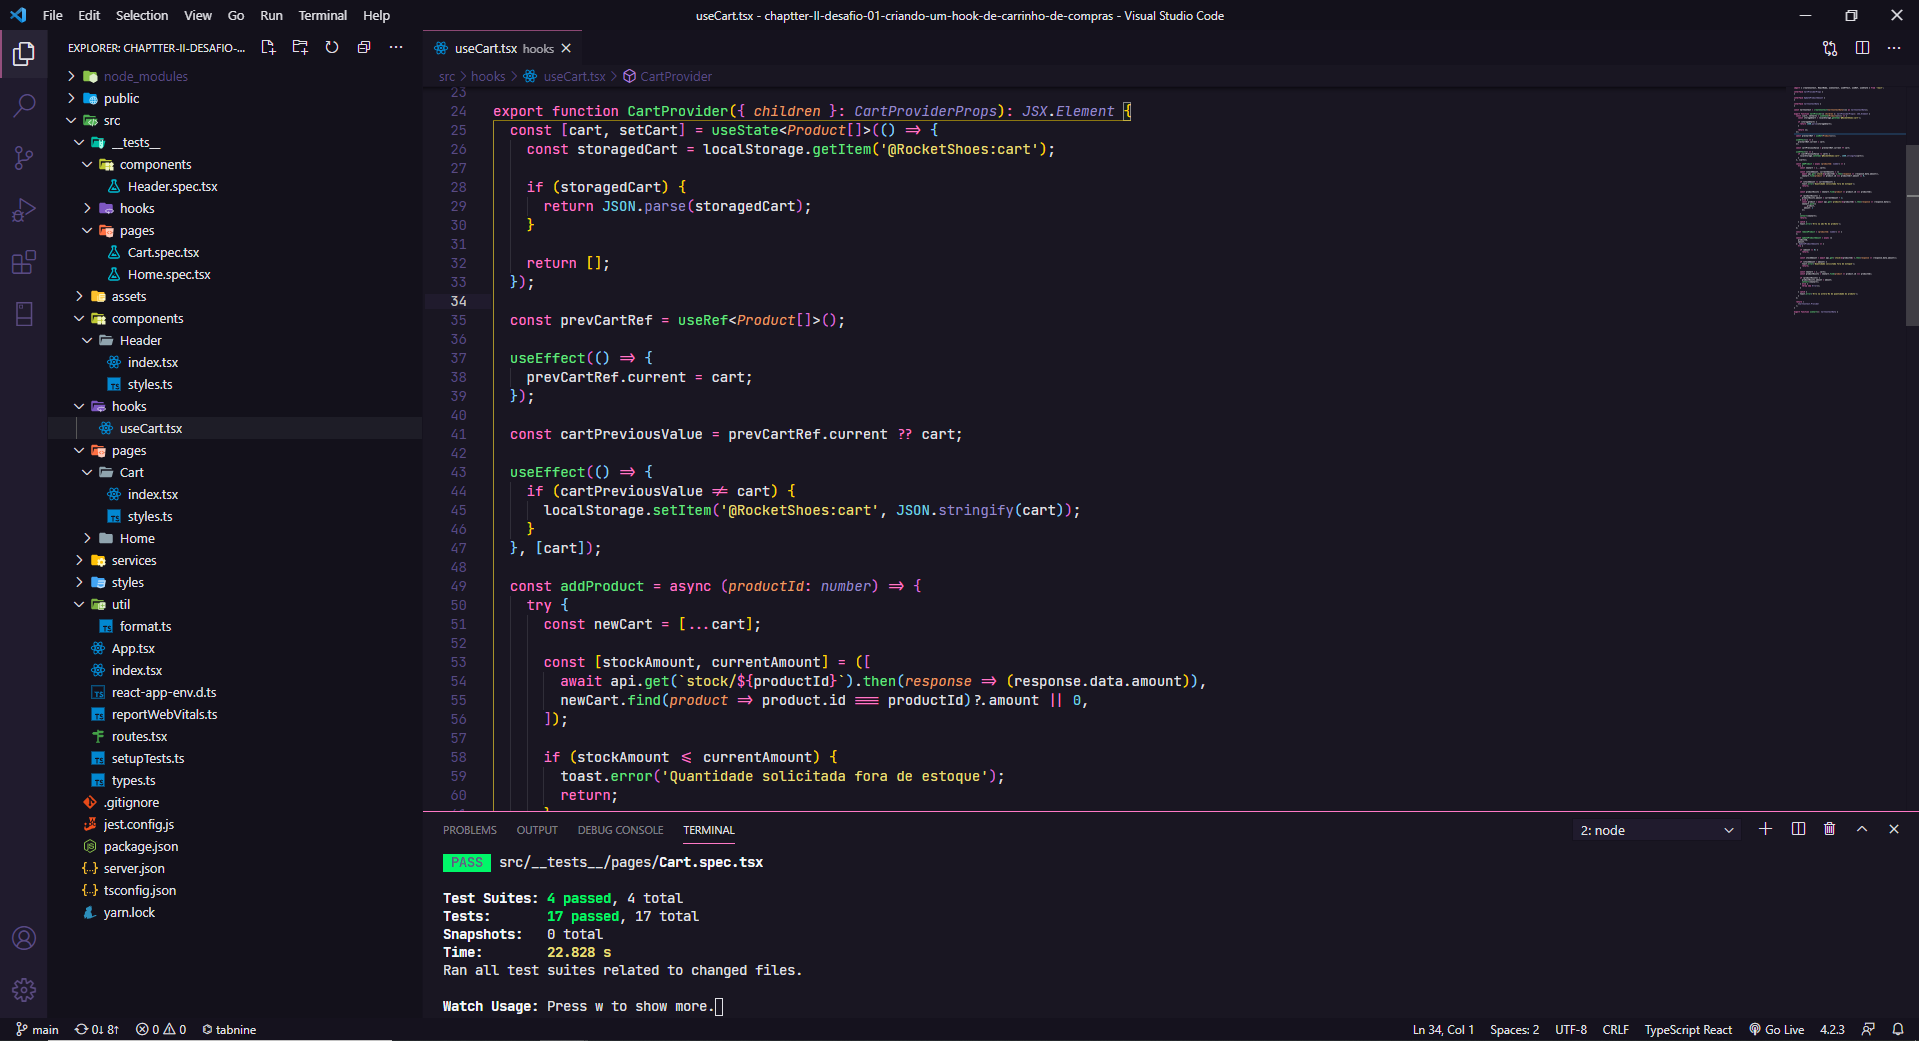 File Edit Selection View Go Run Terminal Help
useCart.tsx - chaptter-II-desafio-01-criando-um-hook-de-carrinho-de-compras - Visual Studio Code
EXPLORER: CHAPTTER-II-DESAFIO-...
node_modules
public
src
__tests__
components
Header.spec.tsx
hooks
pages
Cart.spec.tsx
Home.spec.tsx
assets
components
Header
index.tsx
styles.ts
hooks
useCart.tsx
pages
Cart
index.tsx
styles.ts
Home
services
styles
util
format.ts
App.tsx
index.tsx
react-app-env.d.ts
reportWebVitals.ts
routes.tsx
setupTests.ts
types.ts
.gitignore
jest.config.js
package.json
server.json
tsconfig.json
yarn.lock
useCart.tsx hooks
src > hooks > useCart.tsx > CartProvider
23
24 export function CartProvider({ children }: CartProviderProps): JSX.Element {
25 const [cart, setCart] = useState<Product[]>(() => {
26 const storagedCart = localStorage.getItem('@RocketShoes:cart');
27
28 if (storagedCart) {
29 return JSON.parse(storagedCart);
30 }
31
32 return [];
33 });
34
35 const prevCartRef = useRef<Product[]>();
36
37 useEffect(() => {
38 prevCartRef.current = cart;
39 });
40
41 const cartPreviousValue = prevCartRef.current ?? cart;
42
43 useEffect(() => {
44 if (cartPreviousValue != cart) {
45 localStorage.setItem('@RocketShoes:cart', JSON.stringify(cart));
46 }
47 }, [cart]);
48
49 const addProduct = async (productId: number) => {
50 try {
51 const newCart = [...cart];
52
53 const [stockAmount, currentAmount] = ([
54 await api.get(`stock/${productId}`).then(response => (response.data.amount)),
55 newCart.find(product => product.id === productId)?.amount || 0,
56 ]);
57
58 if (stockAmount <= currentAmount) {
59 toast.error('Quantidade solicitada fora de estoque');
60 return;
PROBLEMS OUTPUT DEBUG CONSOLE TERMINAL
2: node
PASS src/__tests__/pages/Cart.spec.tsx
Test Suites: 4 passed, 4 total
Tests: 17 passed, 17 total
Snapshots: 0 total
Time: 22.828 s
Ran all test suites related to changed files.
Watch Usage: Press w to show more.
main 0↓ 8↑ 0 0 tabnine
Ln 34, Col 1 Spaces: 2 UTF-8 CRLF TypeScript React Go Live 4.2.3